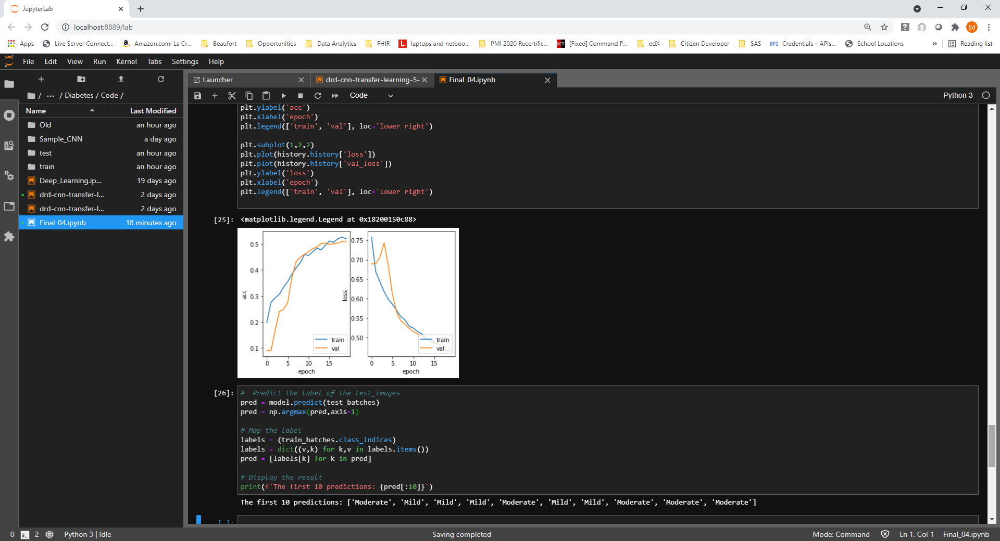 JupyterLab
localhost:8889/lab
Ed
Apps Live Server Connect... Amazon.com: La Cr... Beaufort Opportunities Data Analytics FHIR L laptops and netboo... PMI 2020 Recertific... MT [Fixed] Command P... edX Citizen Developer SAS API Credentials – APIs... School Locations » Reading list
File Edit View Run Kernel Tabs Settings Help
Launcher drd-cnn-transfer-learning-5- Final_04.ipynb
/ ··· / Diabetes / Code /
Code Python 3
Name Last Modified
Old an hour ago
Sample_CNN a day ago
test an hour ago
train an hour ago
Deep_Learning.ip... 19 days ago
drd-cnn-transfer-l... 2 days ago
drd-cnn-transfer-l... 2 days ago
Final_04.ipynb 18 minutes ago
plt.ylabel('acc')
plt.xlabel('epoch')
plt.legend(['train', 'val'], loc='lower right')
plt.subplot(1,2,2)
plt.plot(history.history['loss'])
plt.plot(history.history['val_loss'])
plt.ylabel('loss')
plt.xlabel('epoch')
plt.legend(['train', 'val'], loc='lower right')
[25]: <matplotlib.legend.Legend at 0x18200150c88>
acc
0.5
0.4
0.3
0.2
0.1
train
val
0 5 10 15
epoch
loss
0.75
0.70
0.65
0.60
0.55
0.50
train
val
0 5 10 15
epoch
[26]: #  Predict the label of the test_images
pred = model.predict(test_batches)
pred = np.argmax(pred,axis=1)
# Map the label
labels = (train_batches.class_indices)
labels = dict((v,k) for k,v in labels.items())
pred = [labels[k] for k in pred]
# Display the result
print(f'The first 10 predictions: {pred[:10]}')
The first 10 predictions: ['Moderate', 'Mild', 'Mild', 'Mild', 'Moderate', 'Mild', 'Mild', 'Moderate', 'Moderate', 'Moderate']
[ ]:
0 $_ 2 Python 3 | Idle Saving completed Mode: Command Ln 1, Col 1 Final_04.ipynb